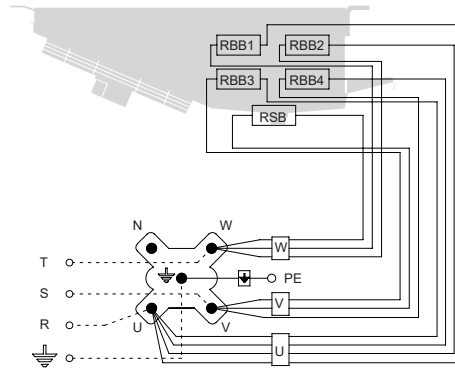 RBB1 RBB2
RBB3 RBB4
RSB
N W
T W
PE
S V
R U V
U